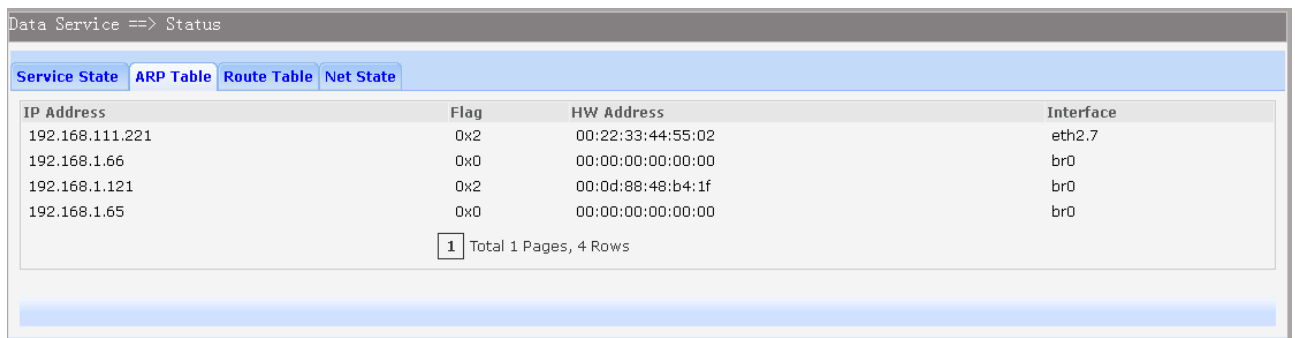 Data Service ==> Status
Service State ARP Table Route Table Net State
IP Address Flag HW Address Interface
192.168.111.221 0x2 00:22:33:44:55:02 eth2.7
192.168.1.66 0x0 00:00:00:00:00:00 br0
192.168.1.121 0x2 00:0d:88:48:b4:1f br0
192.168.1.65 0x0 00:00:00:00:00:00 br0
1 Total 1 Pages, 4 Rows